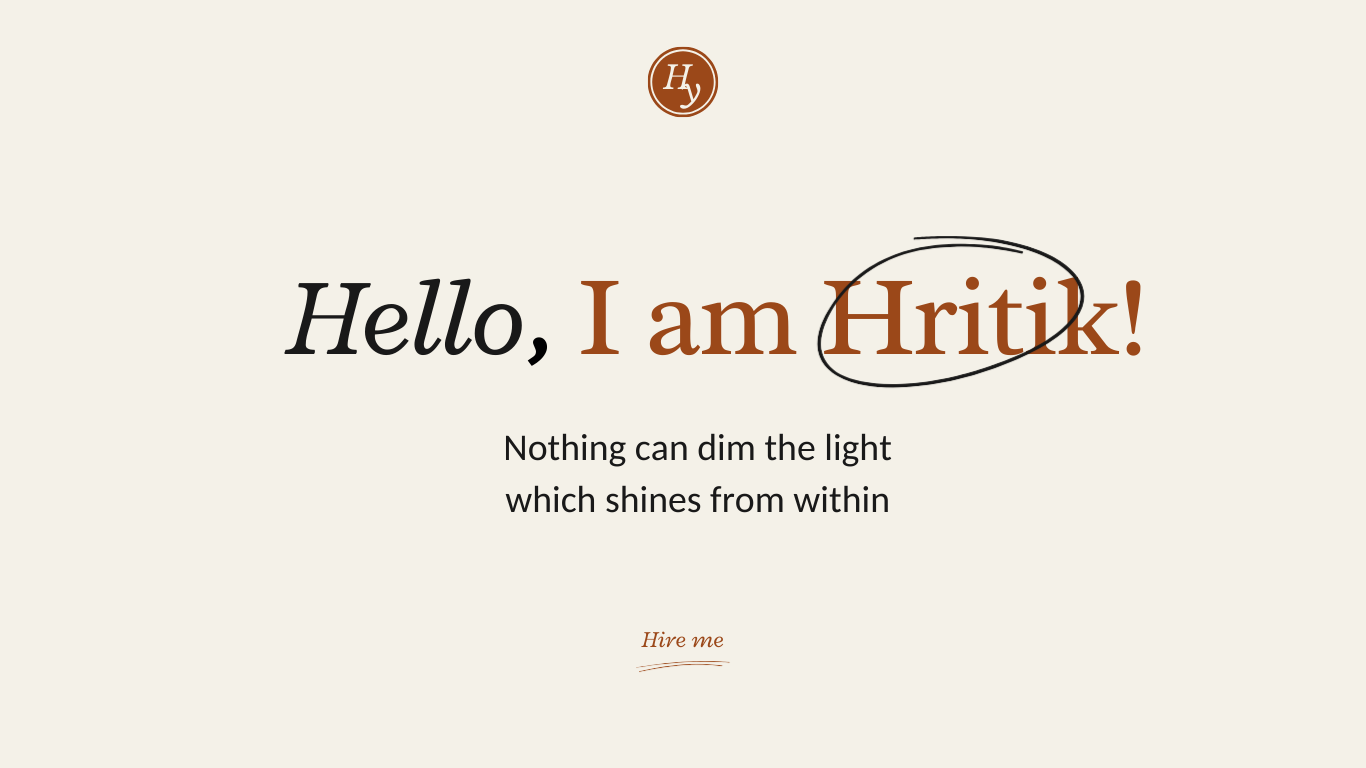 Hy
Hello, I am Hritik!
Nothing can dim the light
which shines from within
Hire me